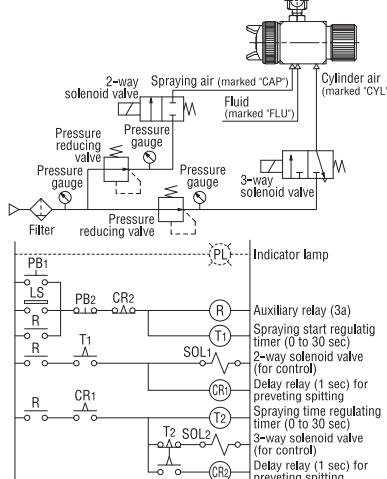 2-way
solenoid valve
Spraying air (marked "CAP")
Fluid
(marked "FLU")
Cylinder air
(marked "CYL"
Pressure
reducing
valve
Pressure
gauge
Pressure
gauge
Pressure
gauge
3-way
solenoid valve
Filter
Pressure
reducing valve
PL
Indicator lamp
PB1
LS
PB2
CR2
R
Auxiliary relay (3a)
R
T1
Spraying start regulatig
timer (0 to 30 sec)
R
T1
SOL1
2-way solenoid valve
(for control)
CR1
Delay relay (1 sec) for
preveting spitting
R
CR1
T2
Spraying time regulating
timer (0 to 30 sec)
T2
SOL2
3-way solenoid valve
(for control)
CR2
Delay relay (1 sec) for
preveting spitting